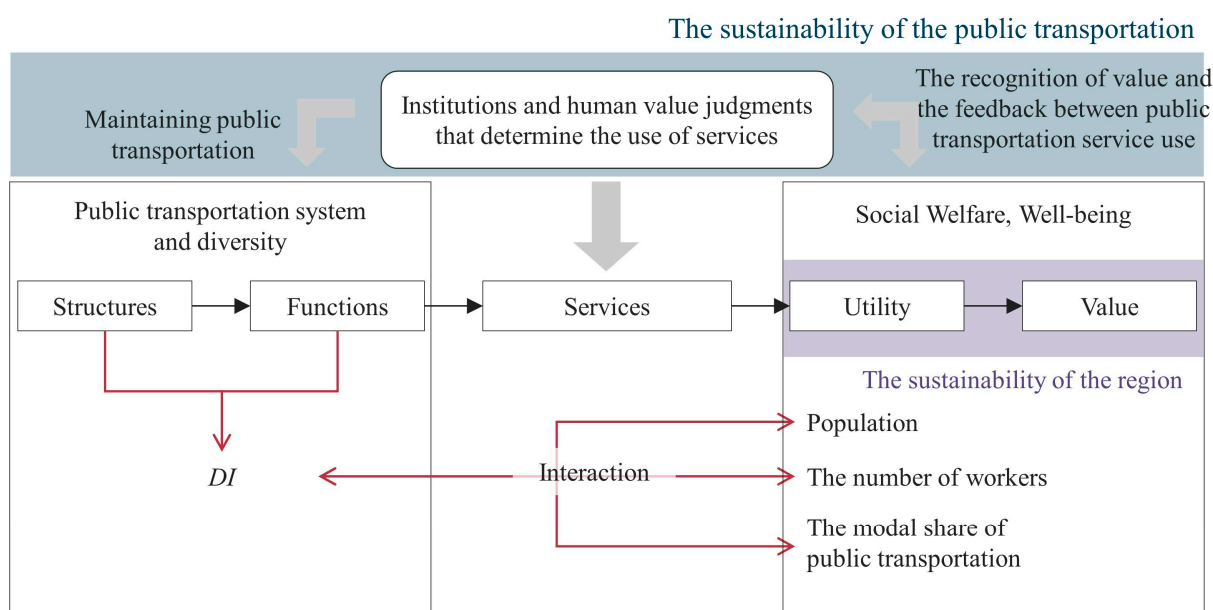 The sustainability of the public transportation
Maintaining public
transportation
Institutions and human value judgments
that determine the use of services
The recognition of value and
the feedback between public
transportation service use
Public transportation system
and diversity
Social Welfare, Well-being
Structures
Functions
Services
Utility
Value
The sustainability of the region
Population
DI
Interaction
The number of workers
The modal share of
public transportation